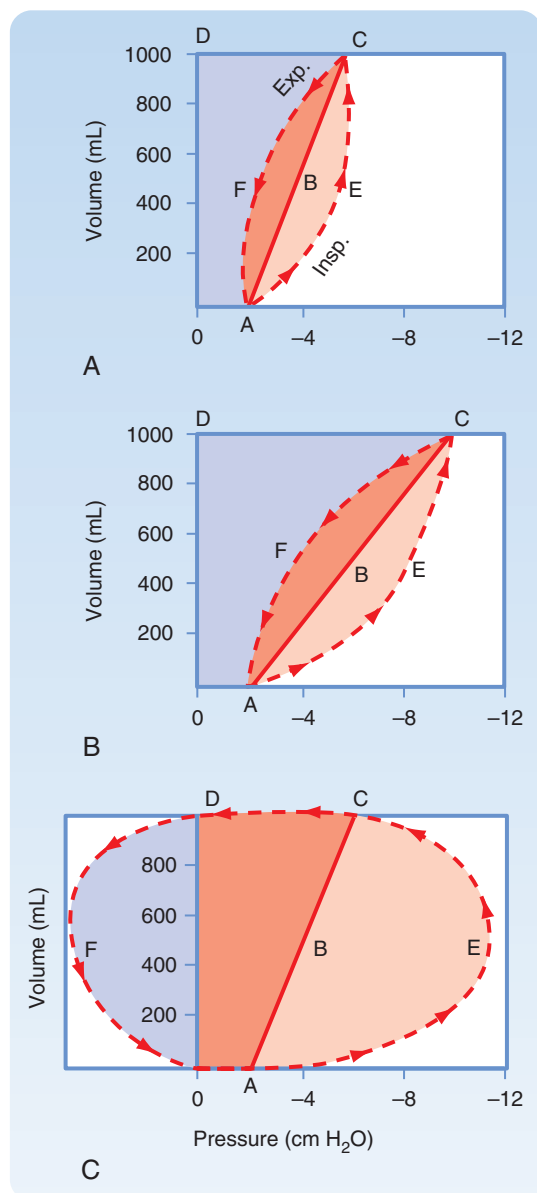 D C
1000
Exp.
800
Volume (mL)
600
F B E
400
Insp.
200
A
0 –4 –8 –12
A
D C
1000
800
Volume (mL)
600
F
B E
400
200
A
0 –4 –8 –12
B
D C
800
Volume (mL)
600
F B E
400
200
A
0 –4 –8 –12
Pressure (cm H₂O)
C